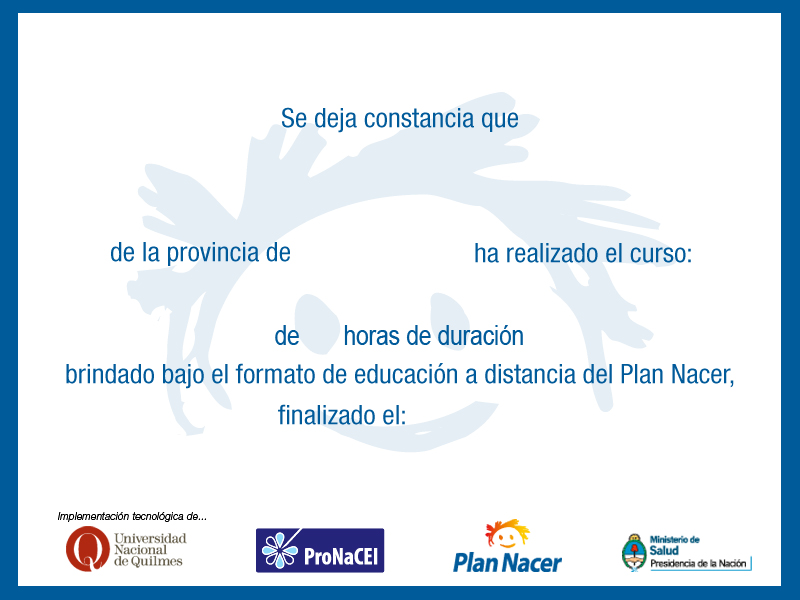 Se deja constancia que
de la provincia de ha realizado el curso:
de horas de duración
brindado bajo el formato de educación a distancia del Plan Nacer,
finalizado el:
Implementación tecnológica de...
Universidad
Nacional
de Quilmes
ProNaCEI
Plan Nacer
Ministerio de
Salud
Presidencia de la Nación